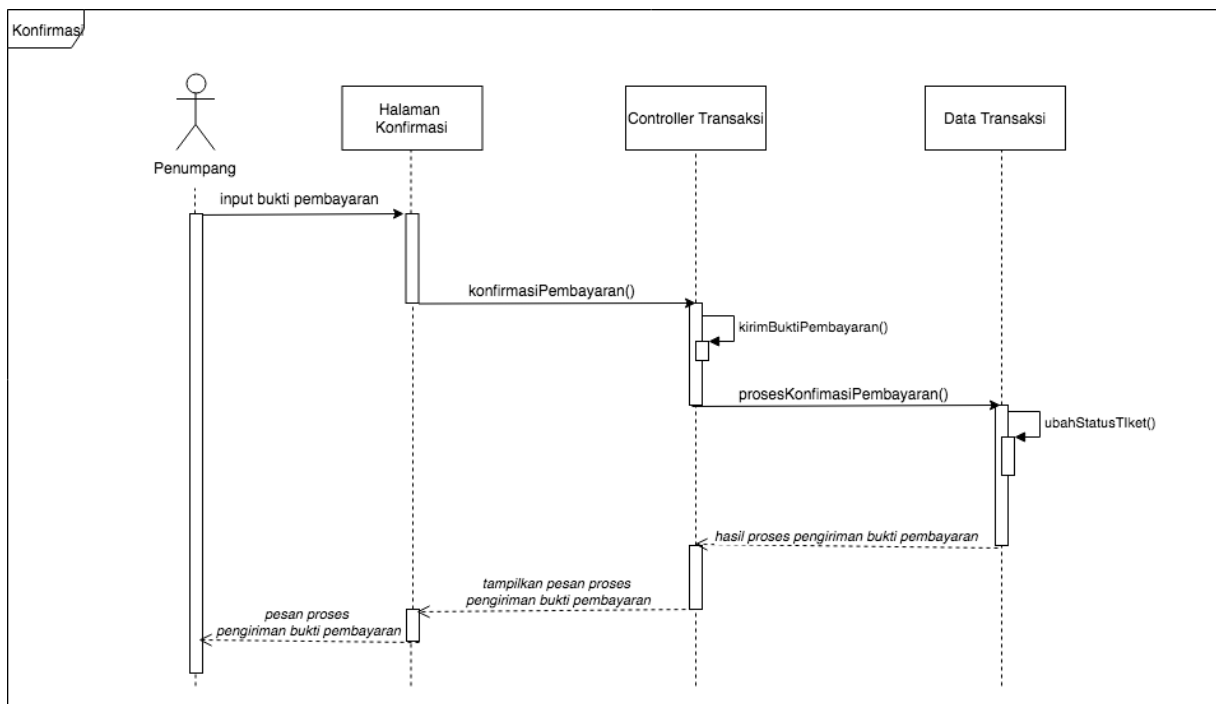 Konfirmasi
Halaman
Konfirmasi
Controller Transaksi
Data Transaksi
Penumpang
input bukti pembayaran
konfirmasiPembayaran()
kirimBuktiPembayaran()
prosesKonfimasiPembayaran()
ubahStatusTIket()
hasil proses pengiriman bukti pembayaran
tampilkan pesan proses
pengiriman bukti pembayaran
pesan proses
pengiriman bukti pembayaran